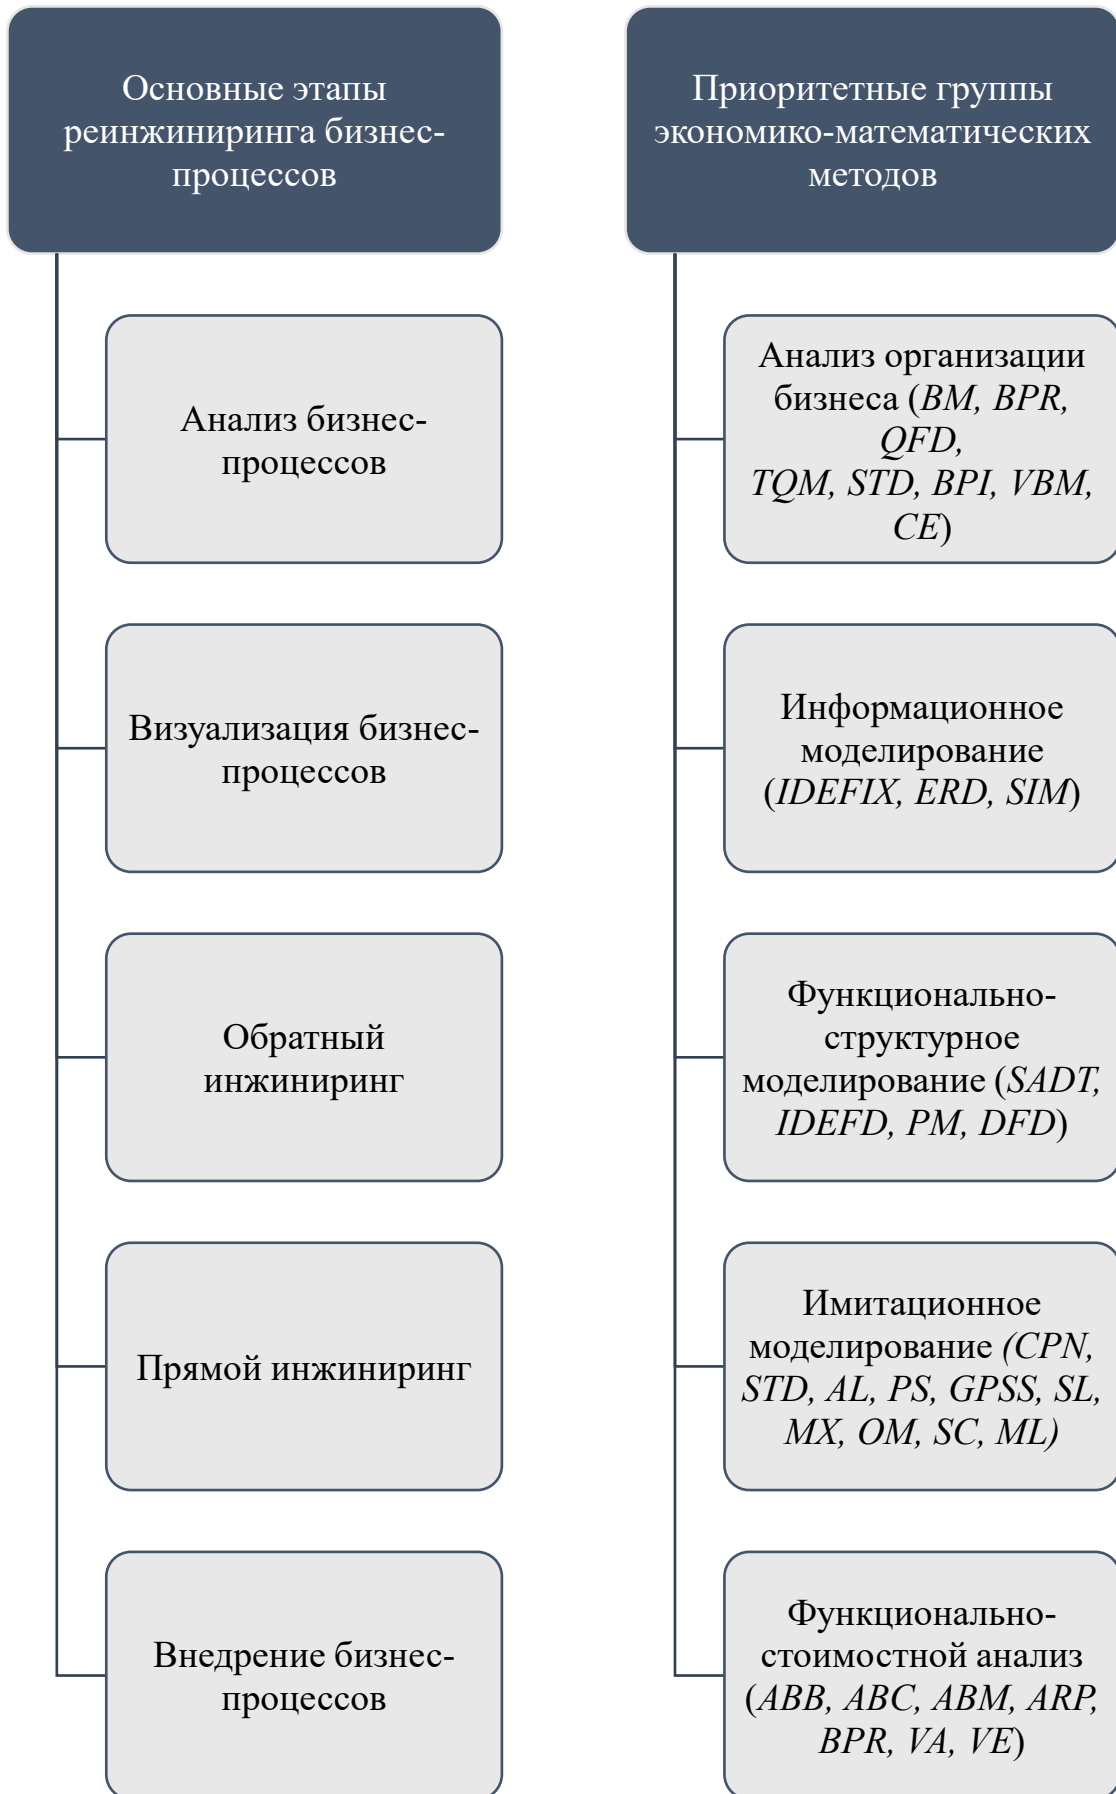 Основные этапы
реинжиниринга бизнес-
процессов
Анализ бизнес-
процессов
Визуализация бизнес-
процессов
Обратный
инжиниринг
Прямой инжиниринг
Внедрение бизнес-
процессов
Приоритетные группы
экономико-математических
методов
Анализ организации
бизнеса (BM, BPR,
QFD,
TQM, STD, BPI, VBM,
CE)
Информационное
моделирование
(IDEFIX, ERD, SIM)
Функционально-
структурное
моделирование (SADT,
IDEFD, PM, DFD)
Имитационное
моделирование (CPN,
STD, AL, PS, GPSS, SL,
MX, OM, SC, ML)
Функционально-
стоимостной анализ
(ABB, ABC, ABM, ARP,
BPR, VA, VE)